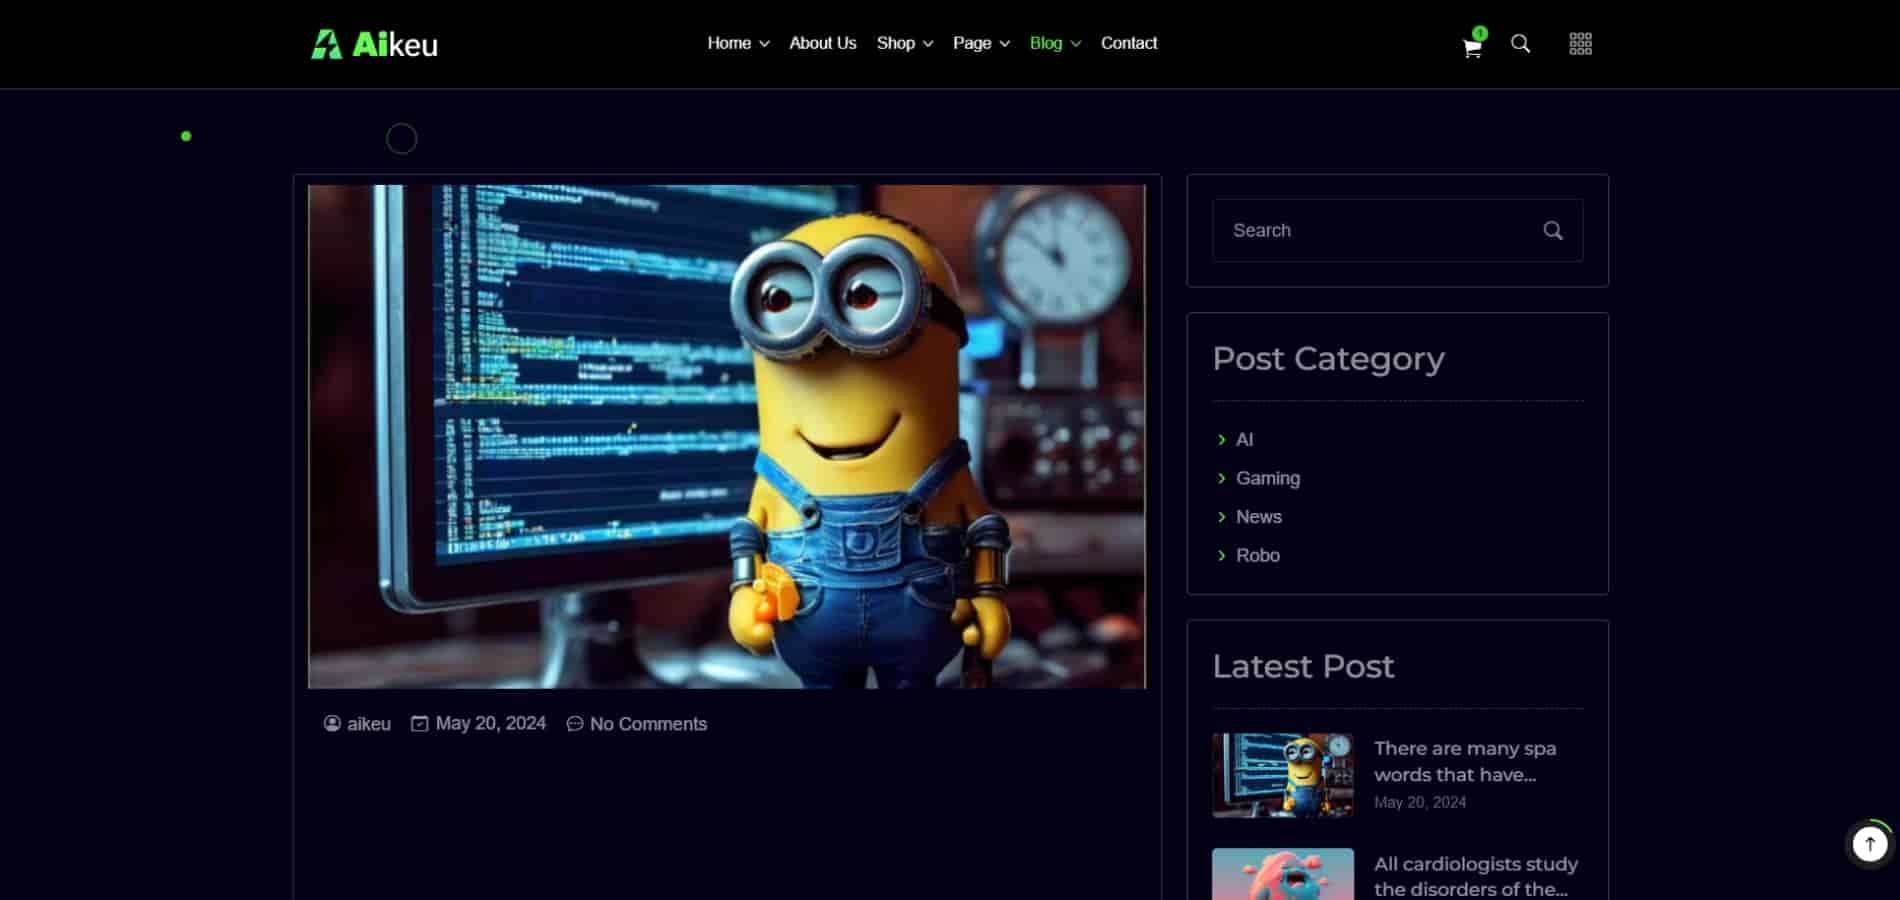 Aikeu
Home About Us Shop Page Blog Contact
1
Search
Post Category
AI
Gaming
News
Robo
aikeu May 20, 2024 No Comments
Latest Post
There are many spa
words that have...
May 20, 2024
All cardiologists study
the disorders of the...